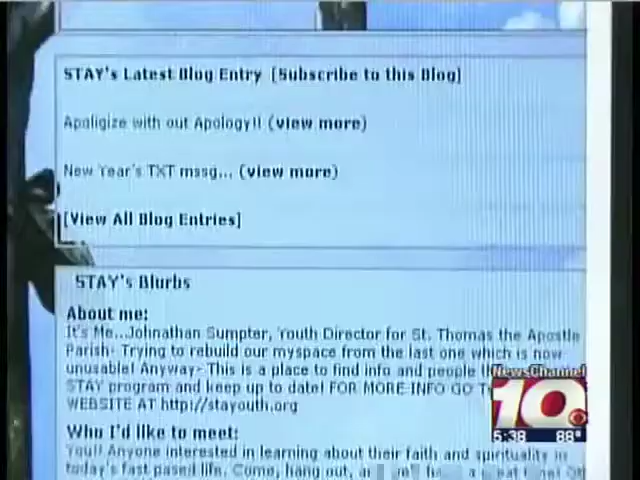 STAY's Latest Blog Entry [Subscribe to this Blog]
Apoligize with out Apology!! (view more)
New Year's TXT mssg... (view more)
[View All Blog Entries]
STAY's Blurbs
About me:
It's Me...Johnathan Sumpter, Youth Director for St. Thomas the Apostle
Parish- Trying to rebuild our myspace from the last one which is now
unusable! Anyway- This is a place to find info and people
STAY program and keep up to date! FOR MORE INFO GO
WEBSITE AT http://stayouth.org
NewsChannel
10
5:38 88°
Who I'd like to meet:
You!! Anyone interested in learning about their faith and spirituality in
today's fast paced life. Come, hang out,